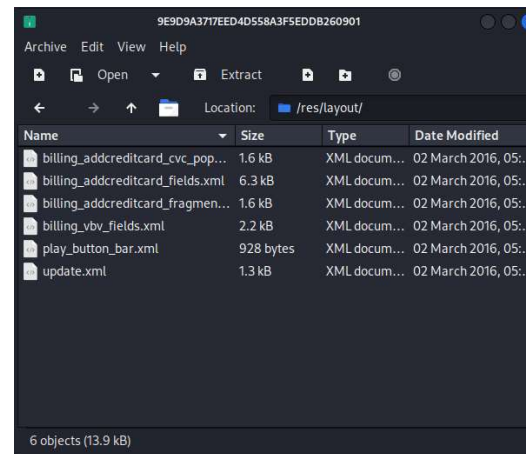 9E9D9A3717EED4D558A3F5EDDB260901
Archive Edit View Help
Open Extract
Location: /res/layout/
Name Size Type Date Modified
billing_addcreditcard_cvc_pop... 1.6 kB XML docum... 02 March 2016, 05:..
billing_addcreditcard_fields.xml 6.3 kB XML docum... 02 March 2016, 05:..
billing_addcreditcard_fragmen... 1.6 kB XML docum... 02 March 2016, 05:..
billing_vbv_fields.xml 2.2 kB XML docum... 02 March 2016, 05:..
play_button_bar.xml 928 bytes XML docum... 02 March 2016, 05:..
update.xml 1.3 kB XML docum... 02 March 2016, 05:..
6 objects (13.9 kB)